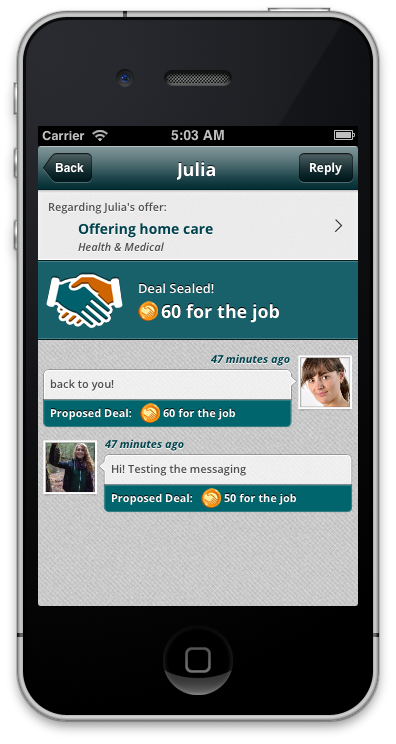 Carrier 5:03 AM
Back Julia Reply
Regarding Julia's offer:
Offering home care
Health & Medical
Deal Sealed!
60 for the job
47 minutes ago
back to you!
Proposed Deal: 60 for the job
47 minutes ago
Hi! Testing the messaging
Proposed Deal: 50 for the job